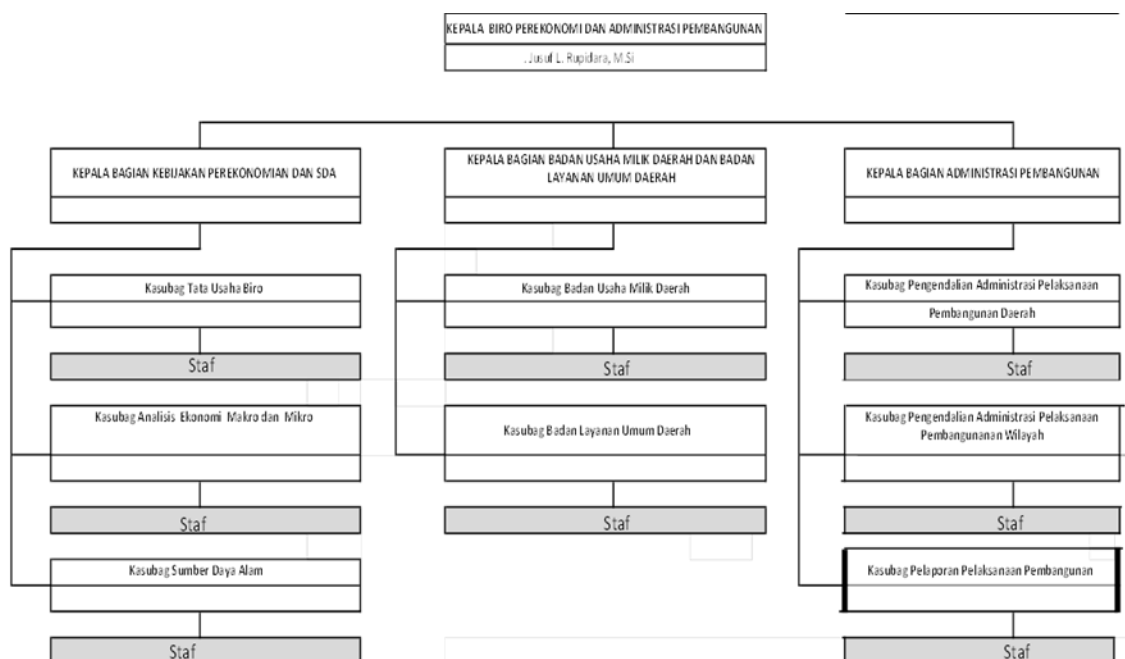 KEPALA BIRO PEREKONOMI DAN ADMINISTRASI PEMBANGUNAN
. Jusuf L. Rupidara, M.Si
KEPALA BAGIAN KEBIJAKAN PEREKONOMIAN DAN SDA
KEPALA BAGIAN BADAN USAHA MILIK DAERAH DAN BADAN
LAYANAN UMUM DAERAH
KEPALA BAGIAN ADMINISTRASI PEMBANGUNAN
Kasubag Tata Usaha Biro
Kasubag Badan Usaha Milik Daerah
Kasubag Pengendalian Administrasi Pelaksanaan
Pembangunan Daerah
Staf
Staf
Staf
Kasubag Analisis Ekonomi Makro dan Mikro
Kasubag Badan Layanan Umum Daerah
Kasubag Pengendalian Administrasi Pelaksanaan
Pembangunanan Wilayah
Staf
Staf
Staf
Kasubag Sumber Daya Alam
Kasubag Pelaporan Pelaksanaan Pembangunan
Staf
Staf